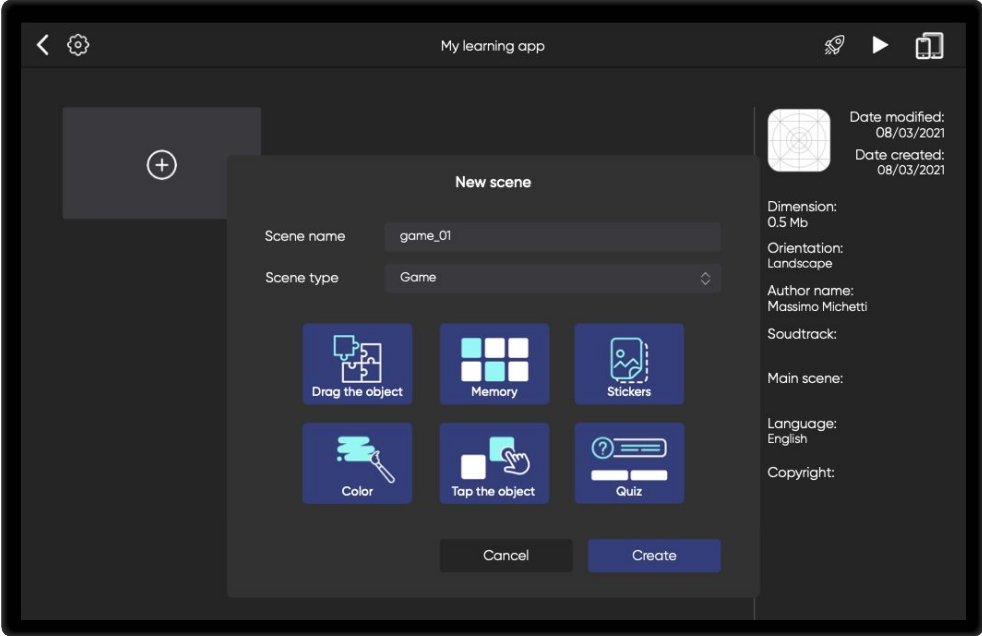 My learning app
New scene
Scene name
game_01
Scene type
Game
Drag the object
Memory
Stickers
Color
Tap the object
Quiz
Cancel
Create
Date modified:
08/03/2021
Date created:
08/03/2021
Dimension:
0.5 Mb
Orientation:
Landscape
Author name:
Massimo Michetti
Soudtrack:
Main scene:
Language:
English
Copyright: